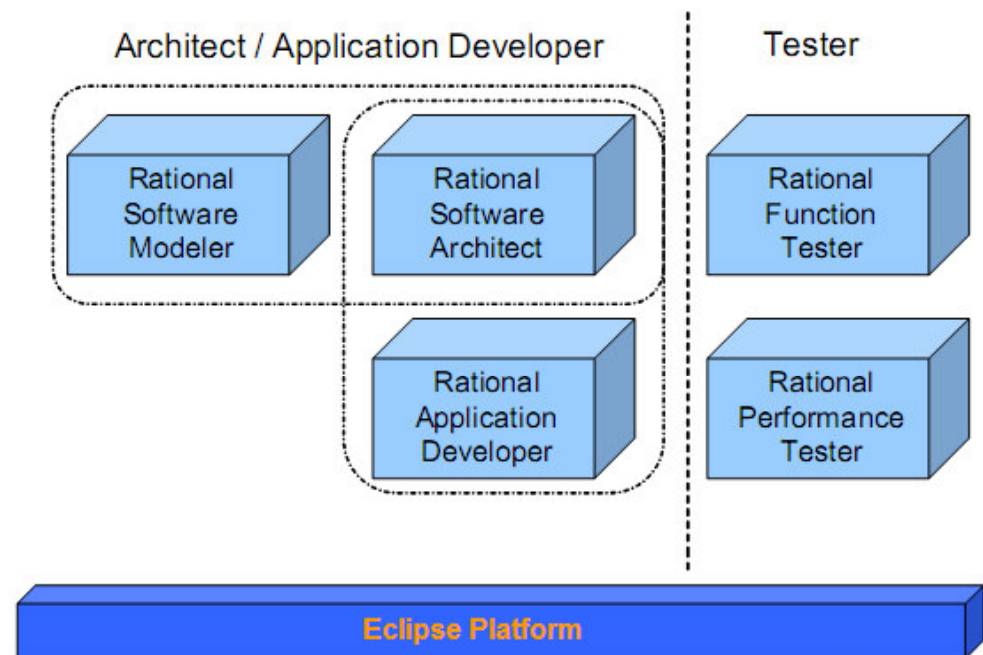 Architect / Application Developer
Tester
Rational
Software
Modeler
Rational
Software
Architect
Rational
Function
Tester
Rational
Application
Developer
Rational
Performance
Tester
Eclipse Platform